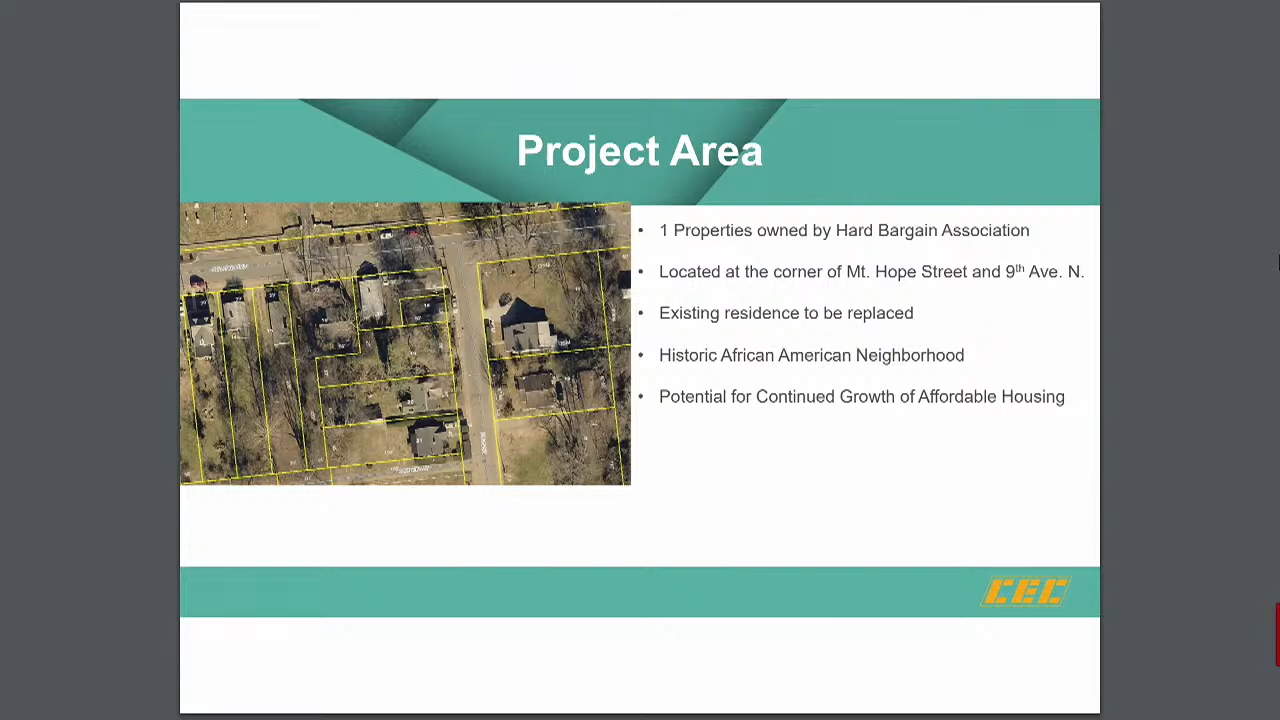 Project Area
• 1 Properties owned by Hard Bargain Association
• Located at the corner of Mt. Hope Street and 9th Ave. N.
• Existing residence to be replaced
• Historic African American Neighborhood
• Potential for Continued Growth of Affordable Housing
CEC